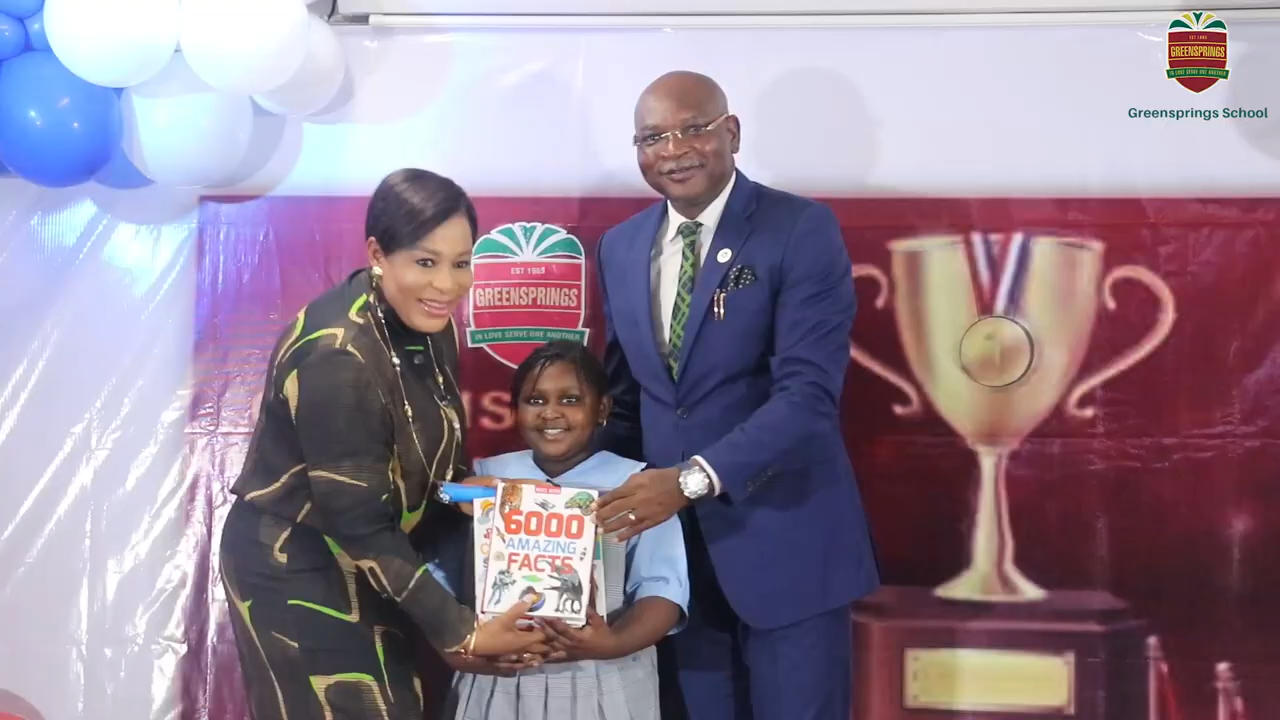 EST 1985
GREENSPRINGS
IN LOVE SERVE ONE ANOTHER
Greensprings School
EST 1985
GREENSPRINGS
IN LOVE SERVE ONE ANOTHER
6000
AMAZING
FACTS